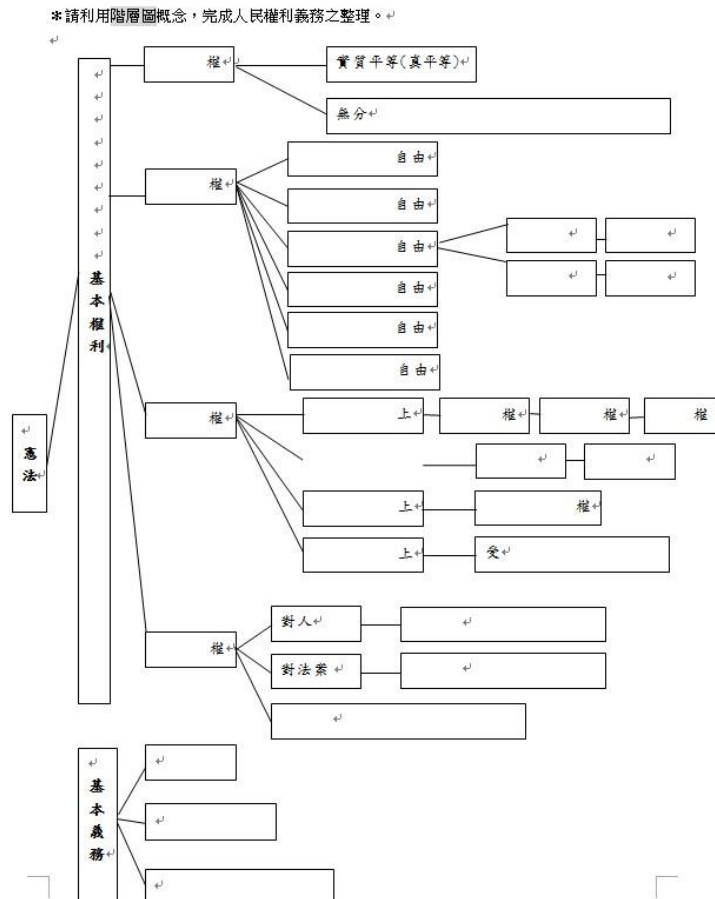 ＊請利用階層圖概念，完成人民權利義務之整理。
權
實質平等(真平等)
無分
權
自由
自由
自由
自由
自由
自由
基本權利
憲法
權
上
權
權
權
上
權
上
受
權
對人
對法案
基本義務